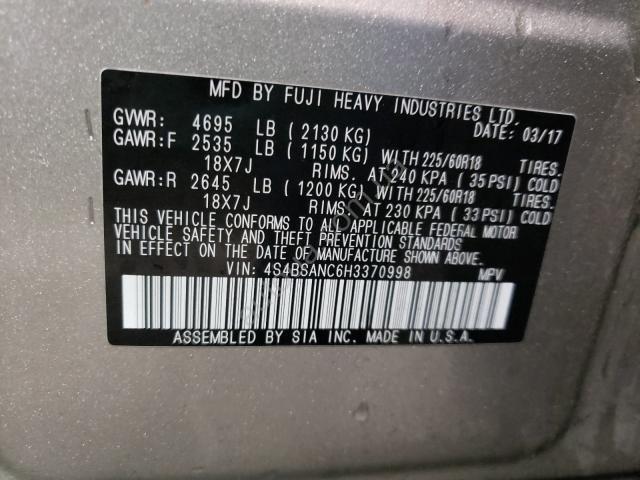 MFD BY FUJI HEAVY INDUSTRIES LTD.
GVWR: 4695 LB ( 2130 KG) DATE: 03/17
GAWR:F 2535 LB ( 1150 KG) WITH 225/60R18 TIRES.
18X7J RIMS. AT 240 KPA ( 35 PSI) COLD
GAWR:R 2645 LB ( 1200 KG) WITH 225/60R18 TIRES.
18X7J RIMS. AT 230 KPA ( 33 PSI) COLD
THIS VEHICLE CONFORMS TO ALL APPLICABLE FEDERAL MOTOR
VEHICLE SAFETY AND THEFT PREVENTION STANDARDS
IN EFFECT ON THE DATE OF MANUFACTURE SHOWN ABOVE.
VIN: 4S4BSANC6H3370998 MPV
ASSEMBLED BY SIA INC. MADE IN U.S.A.